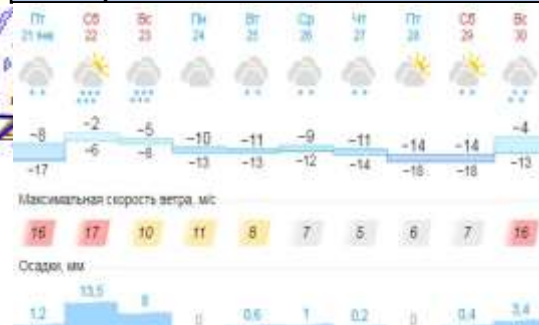 Пт Сб Вс Пн Вт Ср Чт Пт Сб Вс
21 янв 22 23 24 25 26 27 28 29 30
−8 −2 −5 −10 −11 −9 −11 −14 −14 −4
−17 −6 −8 −13 −13 −12 −14 −18 −18 −13
Максимальная скорость ветра, м/с
16 17 10 11 8 7 5 6 7 16
Осадки, мм
1,2 13,5 8 0 0,6 1 0,2 0 0,4 3,4